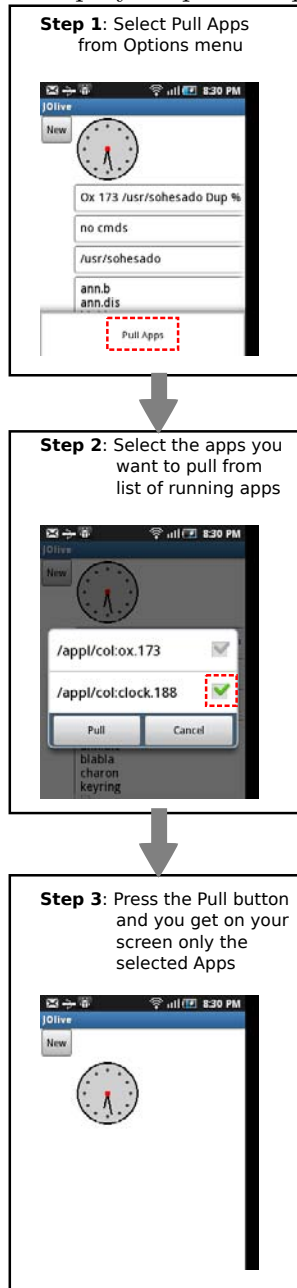 Step 1: Select Pull Apps
from Options menu
8:30 PM
JOlive
New
Ox 173 /usr/sohesado Dup %
no cmds
/usr/sohesado
ann.b
ann.dis
Pull Apps
Step 2: Select the apps you
want to pull from
list of running apps
8:30 PM
JOlive
New
/appl/col:ox.173
/appl/col:clock.188
Pull Cancel
blabla
charon
keyring
Step 3: Press the Pull button
and you get on your
screen only the
selected Apps
8:30 PM
JOlive
New